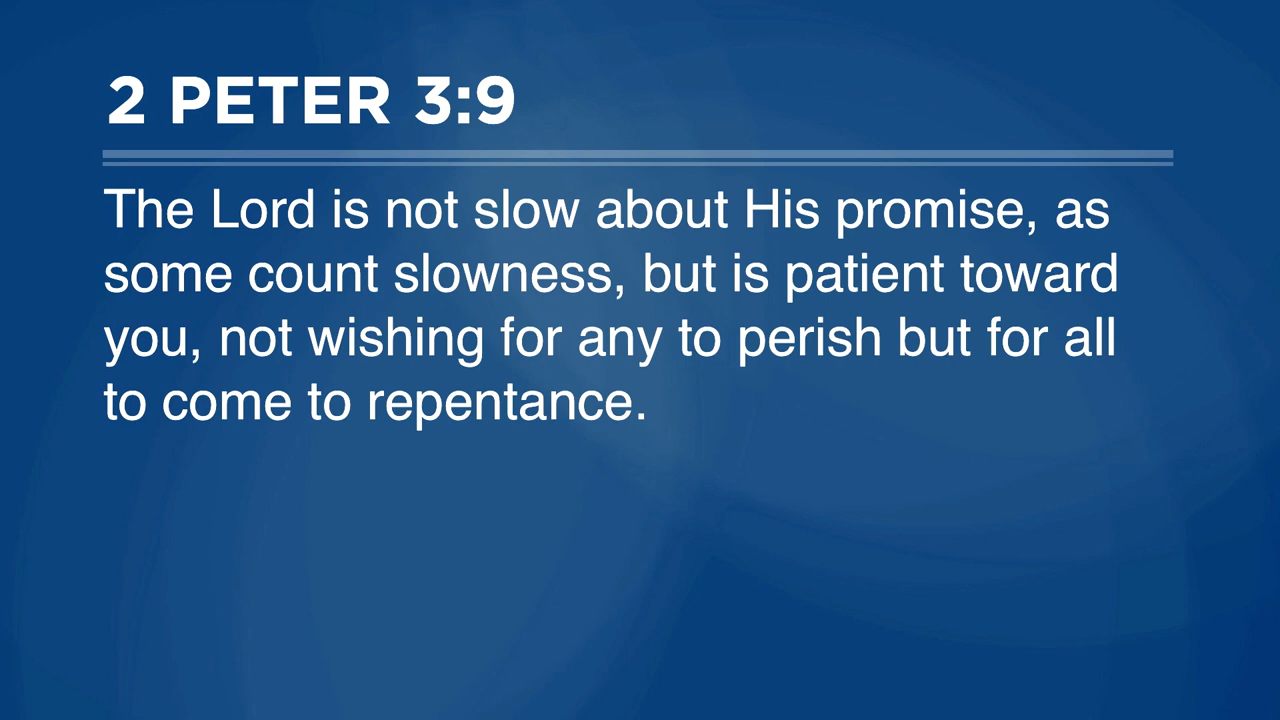 2 PETER 3:9
The Lord is not slow about His promise, as
some count slowness, but is patient toward
you, not wishing for any to perish but for all
to come to repentance.